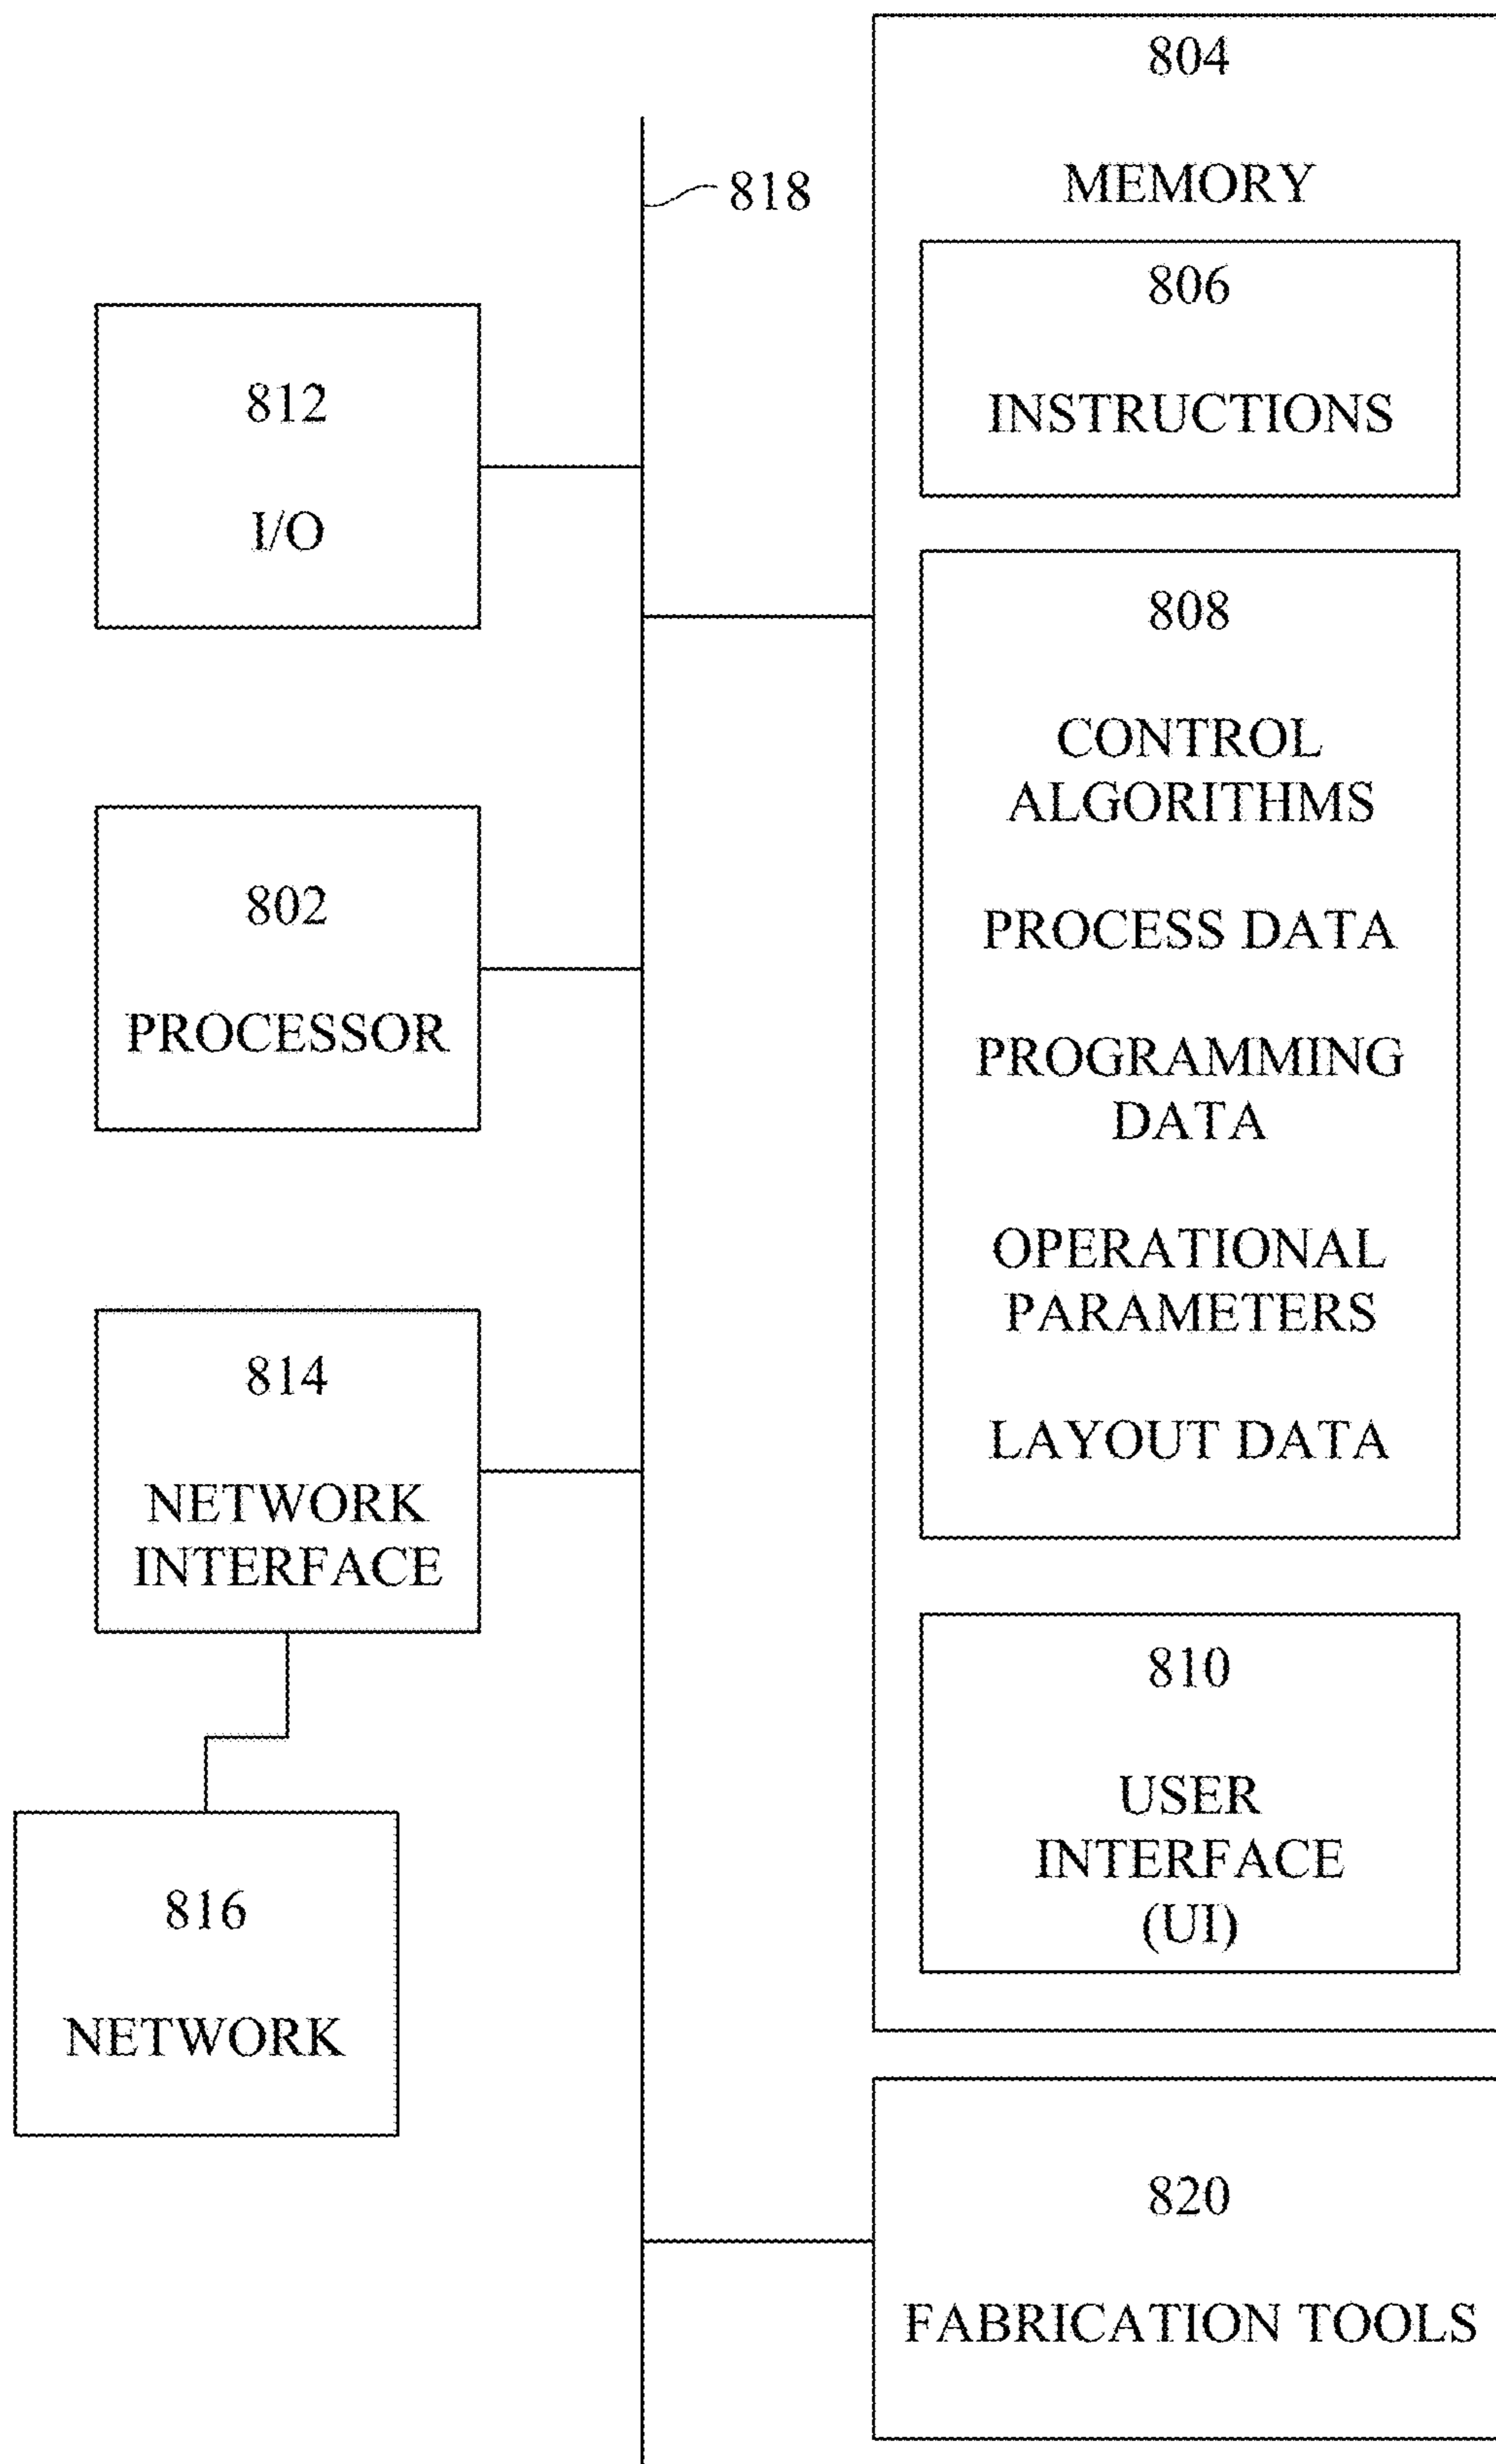 804
MEMORY
818
806
INSTRUCTIONS
812
I/O
808
CONTROL
ALGORITHMS
PROCESS DATA
PROGRAMMING
DATA
OPERATIONAL
PARAMETERS
LAYOUT DATA
802
PROCESSOR
814
NETWORK
INTERFACE
810
USER
INTERFACE
(UI)
816
NETWORK
820
FABRICATION TOOLS